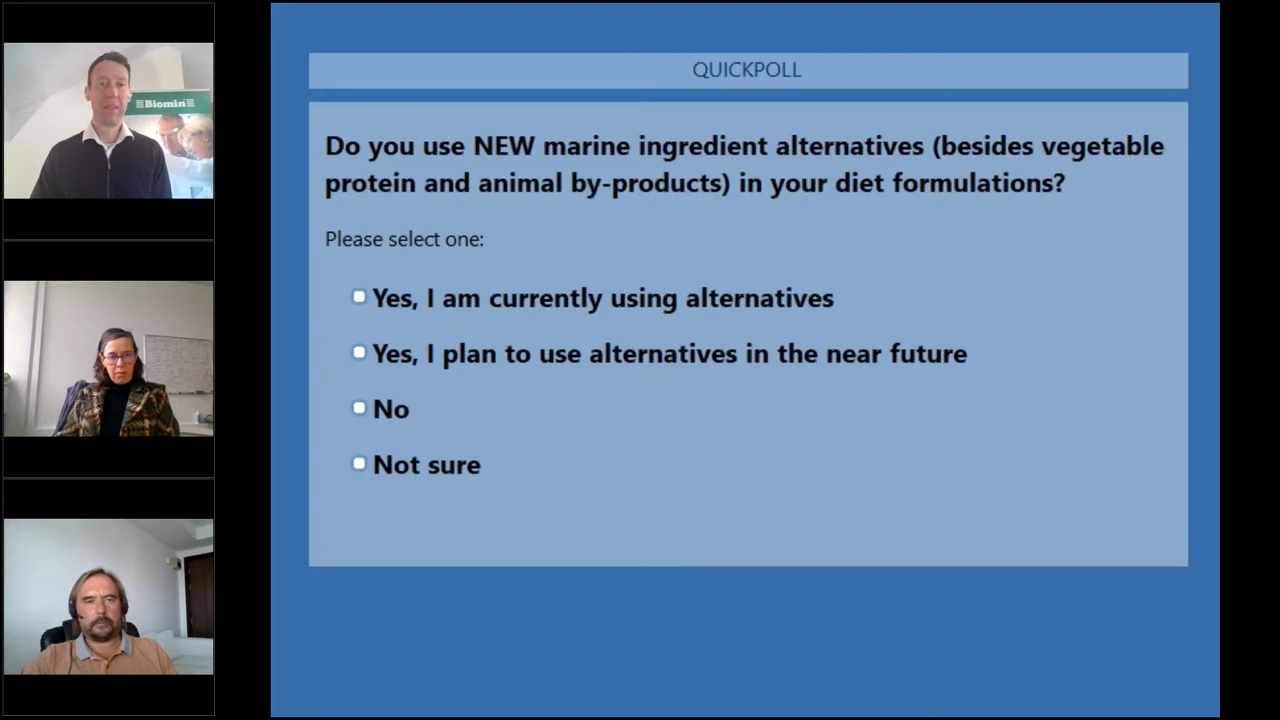 Biomin
QUICKPOLL
Do you use NEW marine ingredient alternatives (besides vegetable
protein and animal by-products) in your diet formulations?
Please select one:
Yes, I am currently using alternatives
Yes, I plan to use alternatives in the near future
No
Not sure